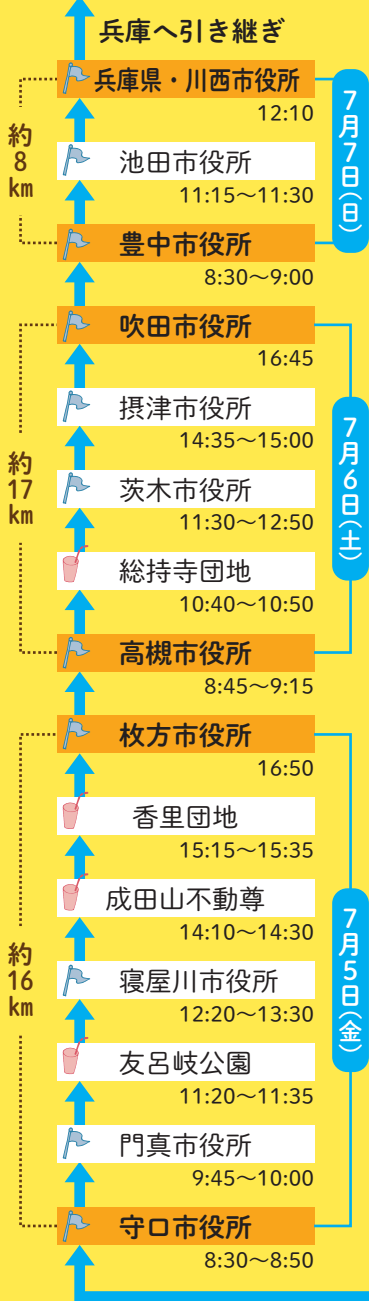 兵庫へ引き継ぎ
兵庫県・川西市役所
12:10
池田市役所
11:15～11:30
豊中市役所
8:30～9:00
約8km
7月7日(日)
吹田市役所
16:45
摂津市役所
14:35～15:00
茨木市役所
11:30～12:50
総持寺団地
10:40～10:50
高槻市役所
8:45～9:15
約17km
7月6日(土)
枚方市役所
16:50
香里団地
15:15～15:35
成田山不動尊
14:10～14:30
寝屋川市役所
12:20～13:30
友呂岐公園
11:20～11:35
門真市役所
9:45～10:00
守口市役所
8:30～8:50
約16km
7月5日(金)